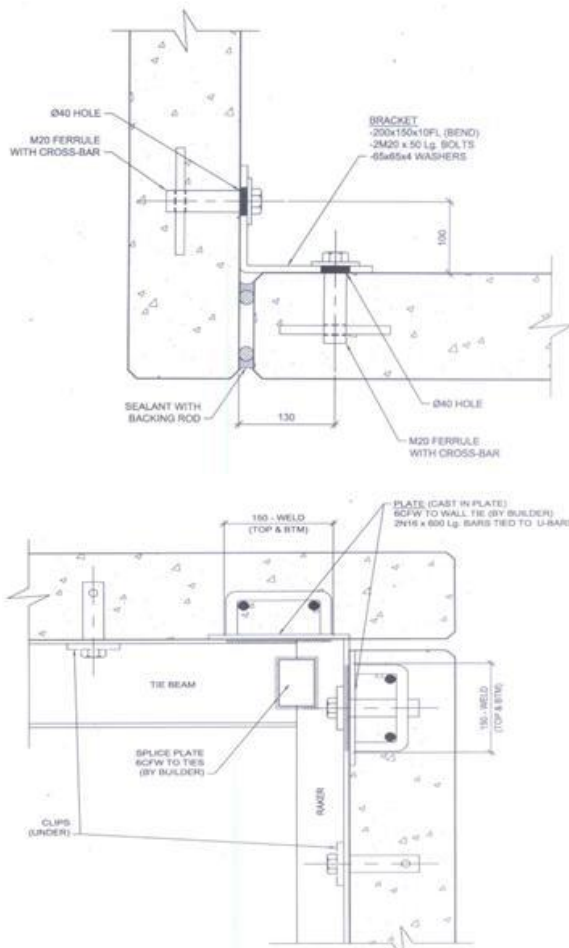 Ø40 HOLE
M20 FERRULE
WITH CROSS-BAR
BRACKET
-200x150x10FL (BEND)
-2M20 x 50 Lg. BOLTS
-65x65x4 WASHERS
100
SEALANT WITH
BACKING ROD
130
Ø40 HOLE
M20 FERRULE
WITH CROSS-BAR
150 - WELD
(TOP & BTM)
PLATE (CAST IN PLATE)
6CFW TO WALL TIE (BY BUILDER)
2N16 x 600 Lg. BARS TIED TO U-BARS
TIE BEAM
150 - WELD
(TOP & BTM)
SPLICE PLATE
6CFW TO TIES
(BY BUILDER)
RAKER
CLIPS
(UNDER)